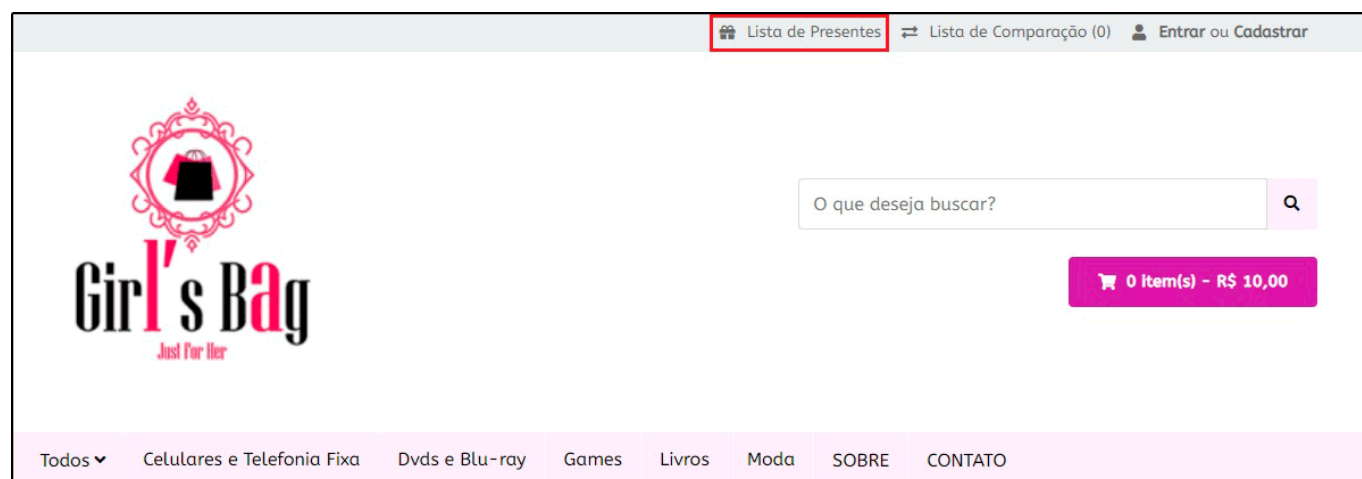 Lista de Presentes Lista de Comparação (0) Entrar ou Cadastrar
O que deseja buscar?
0 item(s) - R$ 10,00
Girl's Bag
Just For Her
Todos Celulares e Telefonia Fixa Dvds e Blu-ray Games Livros Moda SOBRE CONTATO